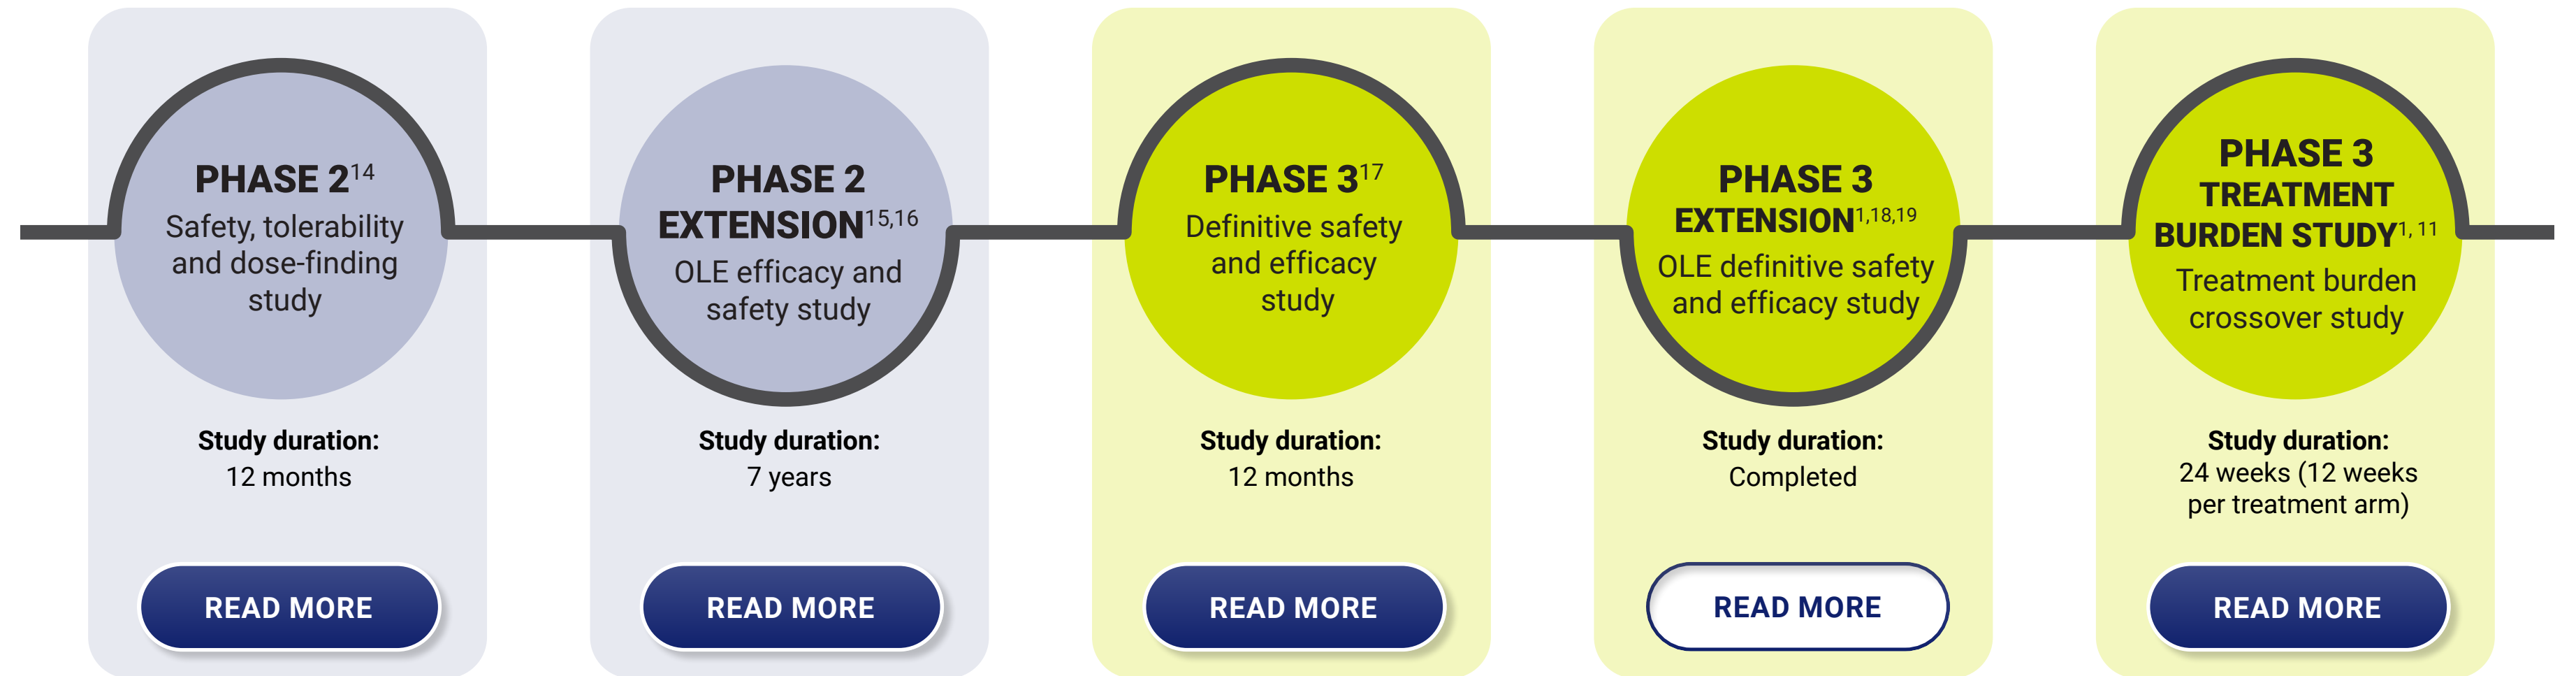 PHASE 2¹⁴
Safety, tolerability
and dose-finding
study
Study duration:
12 months
READ MORE
PHASE 2
EXTENSION¹⁵,¹⁶
OLE efficacy and
safety study
Study duration:
7 years
READ MORE
PHASE 3¹⁷
Definitive safety
and efficacy
study
Study duration:
12 months
READ MORE
PHASE 3
EXTENSION¹,¹⁸,¹⁹
OLE definitive safety
and efficacy study
Study duration:
Completed
READ MORE
PHASE 3
TREATMENT
BURDEN STUDY¹, ¹¹
Treatment burden
crossover study
Study duration:
24 weeks (12 weeks
per treatment arm)
READ MORE